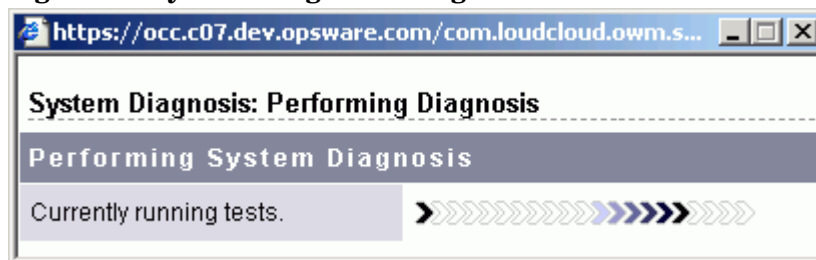 https://occ.c07.dev.opsware.com/com.loudcloud.owm.s...
System Diagnosis: Performing Diagnosis
Performing System Diagnosis
Currently running tests.